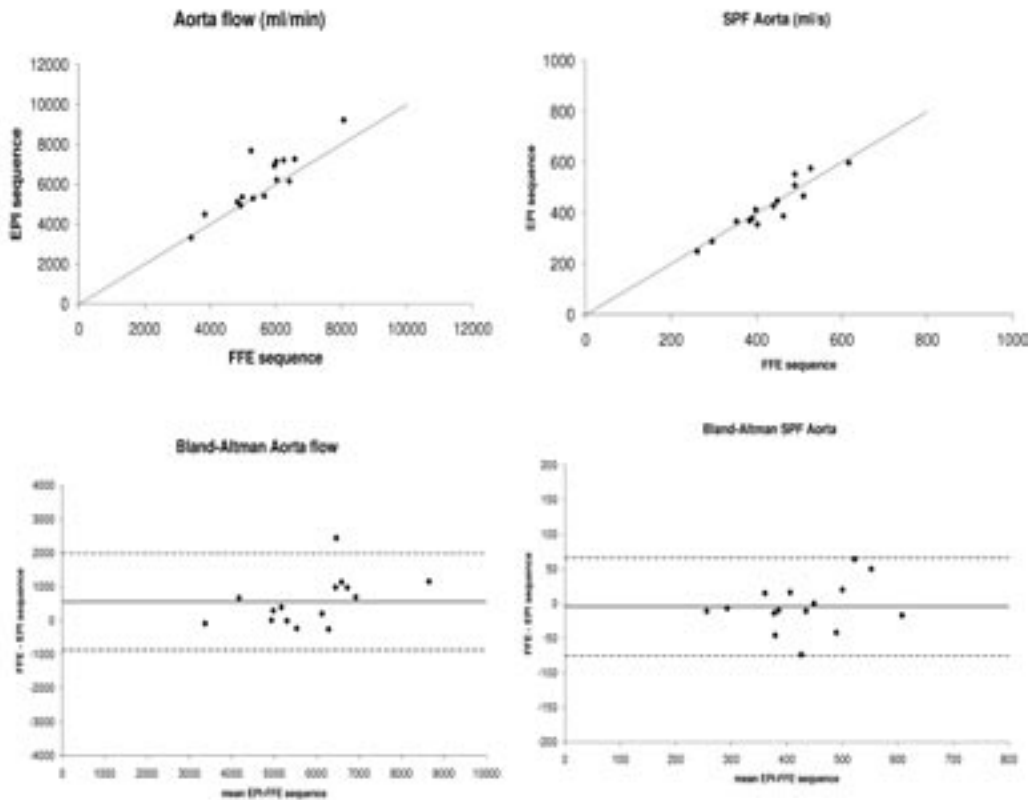 Aorta flow (ml/min)
12000
10000
8000
6000
4000
2000
0
EPI sequence
0 2000 4000 6000 8000 10000 12000
FFE sequence
SPF Aorta (ml/s)
1000
800
600
400
200
0
EPI sequence
0 200 400 600 800 1000
FFE sequence
Bland-Altman Aorta flow
4000
3000
2000
1000
0
-1000
-2000
-3000
-4000
FFE - EPI sequence
0 1000 2000 3000 4000 5000 6000 7000 8000 9000 10000
mean EPI-FFE sequence
Bland-Altman SPF Aorta
200
150
100
50
0
-50
-100
-150
-200
FFE - EPI sequence
0 100 200 300 400 500 600 700 800
mean EPI-FFE sequence